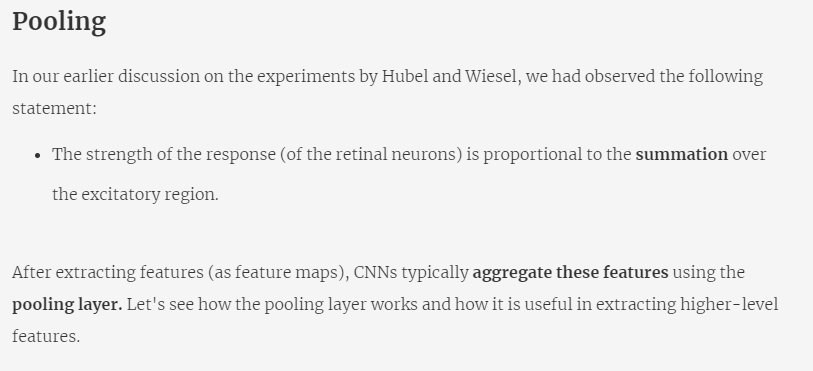 Pooling
In our earlier discussion on the experiments by Hubel and Wiesel, we had observed the following
statement:
• The strength of the response (of the retinal neurons) is proportional to the summation over
the excitatory region.
After extracting features (as feature maps), CNNs typically aggregate these features using the
pooling layer. Let's see how the pooling layer works and how it is useful in extracting higher-level
features.